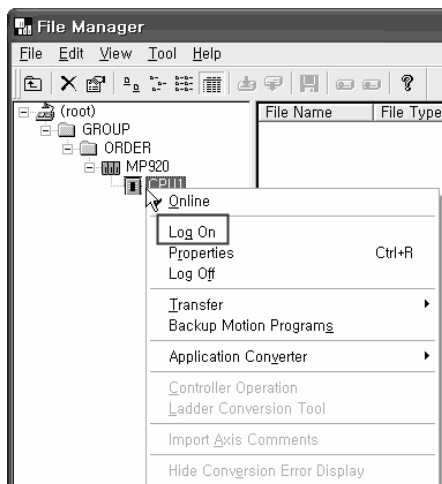 File Manager
File Edit View Tool Help
(root)
GROUP
ORDER
MP920
CPU1
File Name File Type
Online
Log On
Properties Ctrl+R
Log Off
Transfer
Backup Motion Programs
Application Converter
Controller Operation
Ladder Conversion Tool
Import Axis Comments
Hide Conversion Error Display